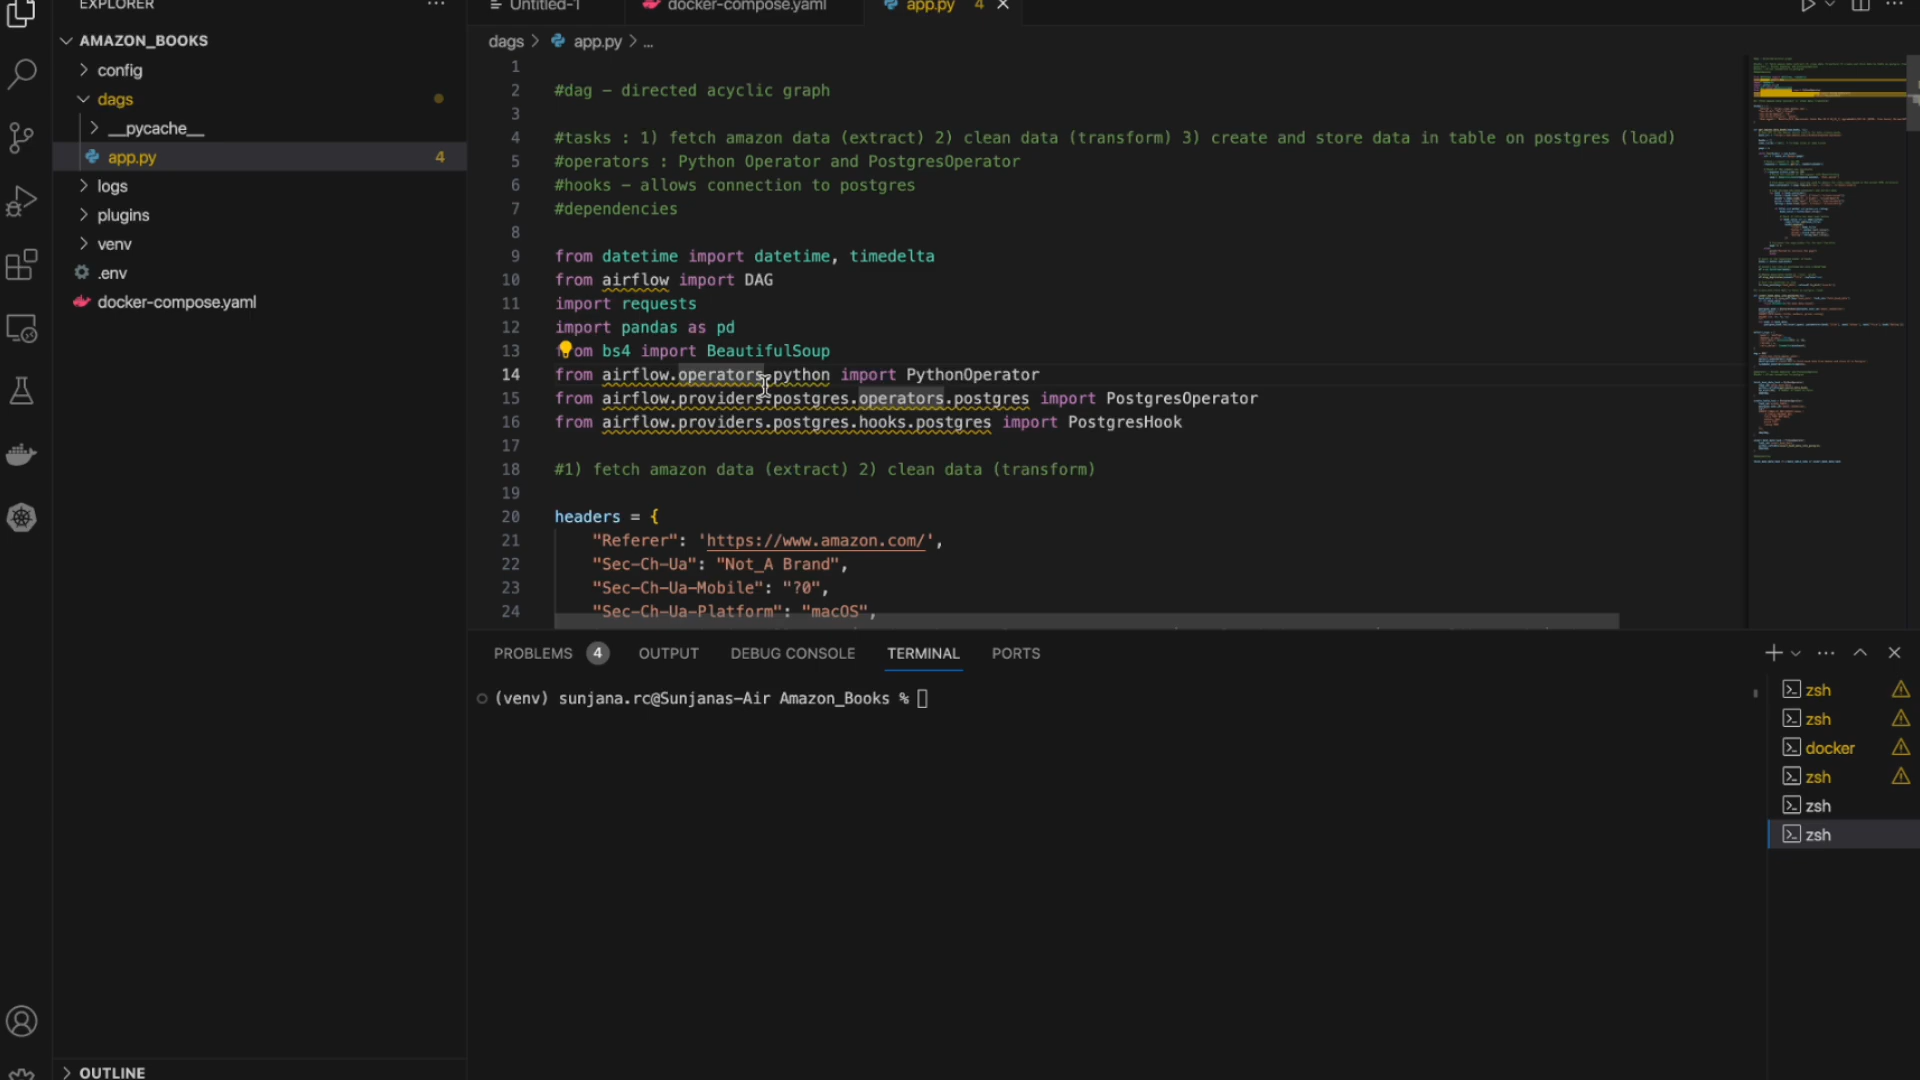 EXPLORER
AMAZON_BOOKS
config
dags
__pycache__
app.py 4
logs
plugins
venv
.env
docker-compose.yaml
OUTLINE
Untitled-1 docker-compose.yaml app.py 4
dags > app.py > ...
1
2 #dag – directed acyclic graph
3
4 #tasks : 1) fetch amazon data (extract) 2) clean data (transform) 3) create and store data in table on postgres (load)
5 #operators : Python Operator and PostgresOperator
6 #hooks – allows connection to postgres
7 #dependencies
8
9 from datetime import datetime, timedelta
10 from airflow import DAG
11 import requests
12 import pandas as pd
13 from bs4 import BeautifulSoup
14 from airflow.operators.python import PythonOperator
15 from airflow.providers.postgres.operators.postgres import PostgresOperator
16 from airflow.providers.postgres.hooks.postgres import PostgresHook
17
18 #1) fetch amazon data (extract) 2) clean data (transform)
19
20 headers = {
21 "Referer": 'https://www.amazon.com/',
22 "Sec-Ch-Ua": "Not_A Brand",
23 "Sec-Ch-Ua-Mobile": "?0",
24 "Sec-Ch-Ua-Platform": "macOS",
PROBLEMS 4 OUTPUT DEBUG CONSOLE TERMINAL PORTS
(venv) sunjana.rc@Sunjanas-Air Amazon_Books %
zsh
zsh
docker
zsh
zsh
zsh